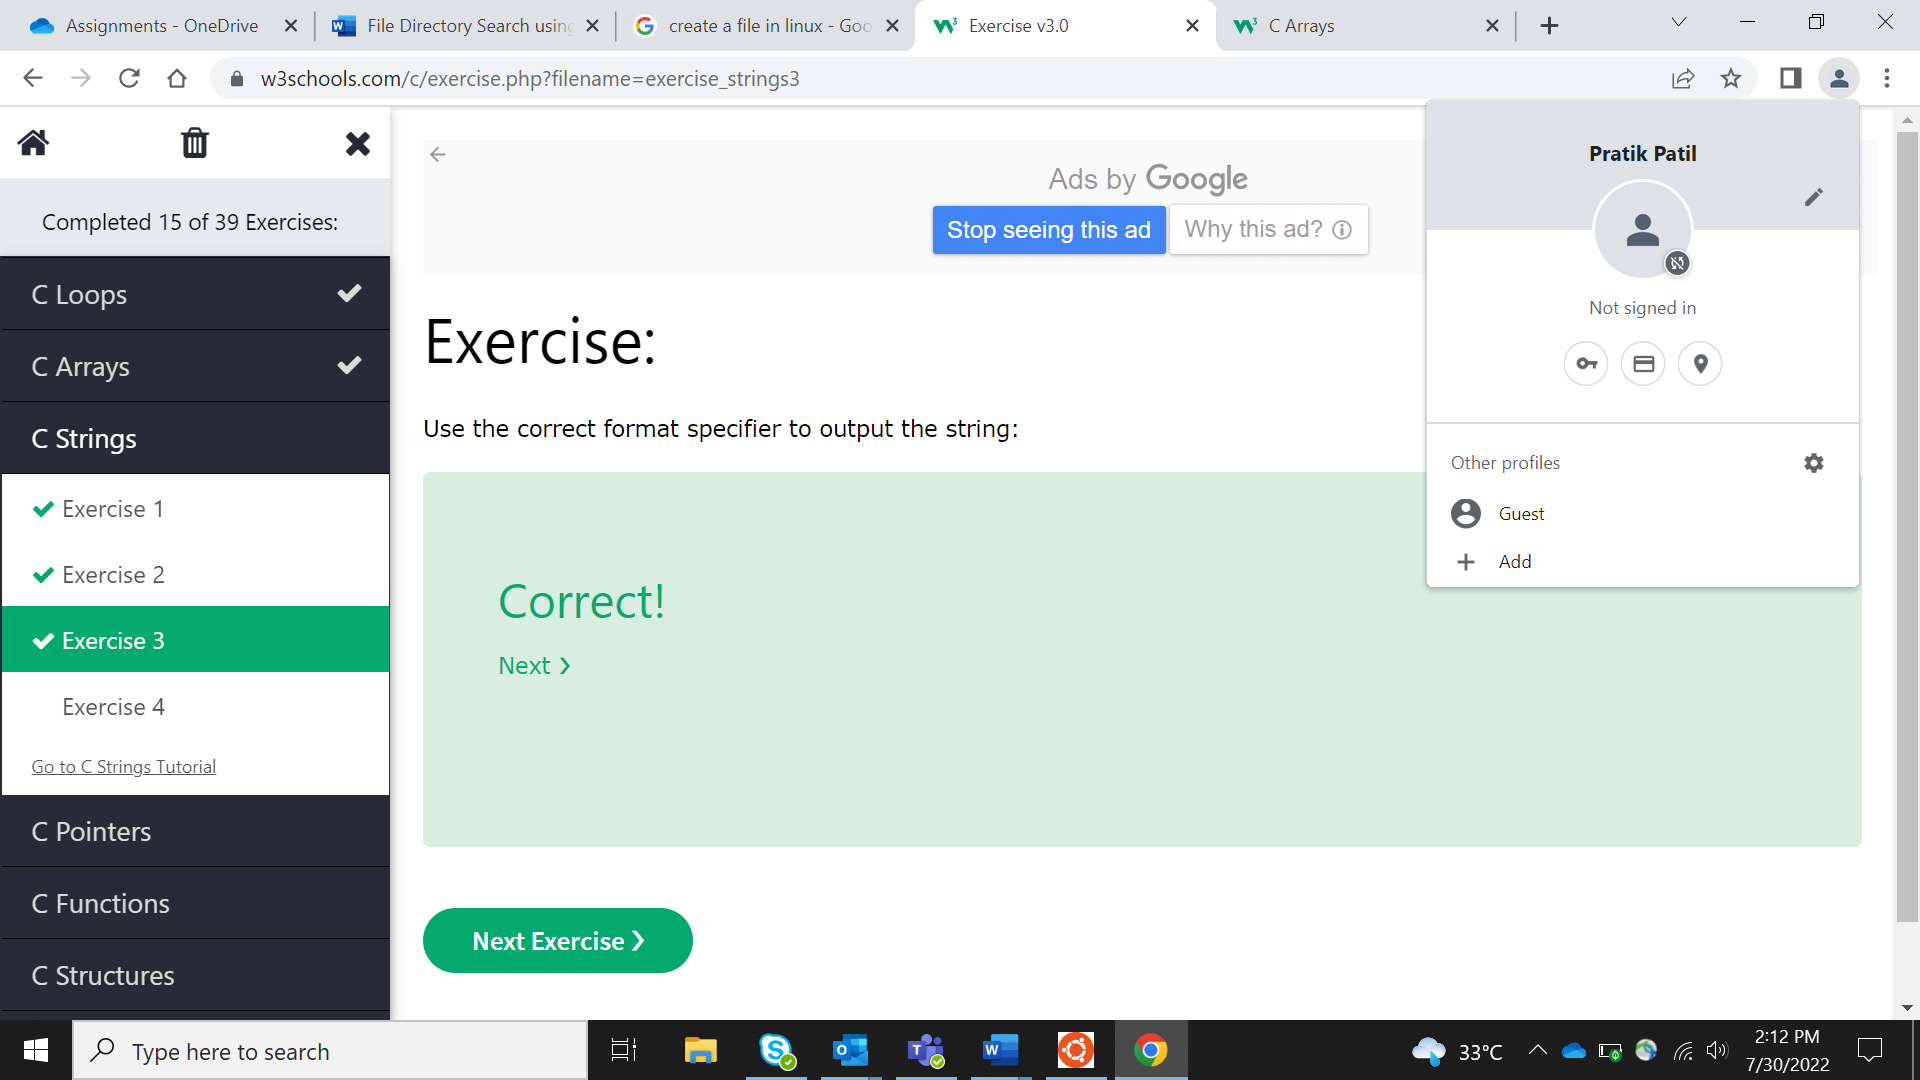 Assignments - OneDrive
File Directory Search using
create a file in linux - Goo
Exercise v3.0
C Arrays
w3schools.com/c/exercise.php?filename=exercise_strings3
Completed 15 of 39 Exercises:
C Loops
C Arrays
C Strings
Exercise 1
Exercise 2
Exercise 3
Exercise 4
Go to C Strings Tutorial
C Pointers
C Functions
C Structures
Ads by Google
Stop seeing this ad
Why this ad?
Exercise:
Use the correct format specifier to output the string:
Correct!
Next ❯
Next Exercise ❯
Pratik Patil
Not signed in
Other profiles
Guest
Add
Type here to search
33°C
2:12 PM
7/30/2022